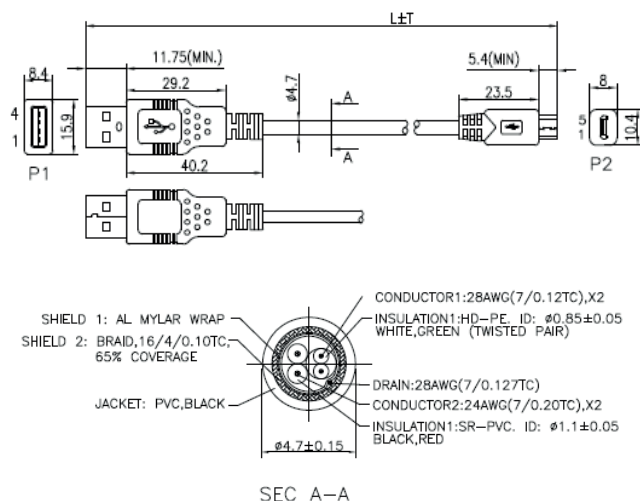 L±T
11.75(MIN.)
5.4(MIN)
8.4
29.2
ø4.7
A
23.5
8
4
1
15.9
0
5
1
10.4
P1
40.2
A
P2
CONDUCTOR1:28AWG(7/0.12TC),X2
SHIELD 1: AL MYLAR WRAP
INSULATION1:HD-PE. ID: ø0.85±0.05
WHITE,GREEN (TWISTED PAIR)
SHIELD 2: BRAID,16/4/0.10TC,
65% COVERAGE
DRAIN:28AWG(7/0.127TC)
JACKET: PVC,BLACK
CONDUCTOR2:24AWG(7/0.20TC),X2
INSULATION1:SR-PVC. ID: ø1.1±0.05
BLACK,RED
ø4.7±0.15
SEC A-A